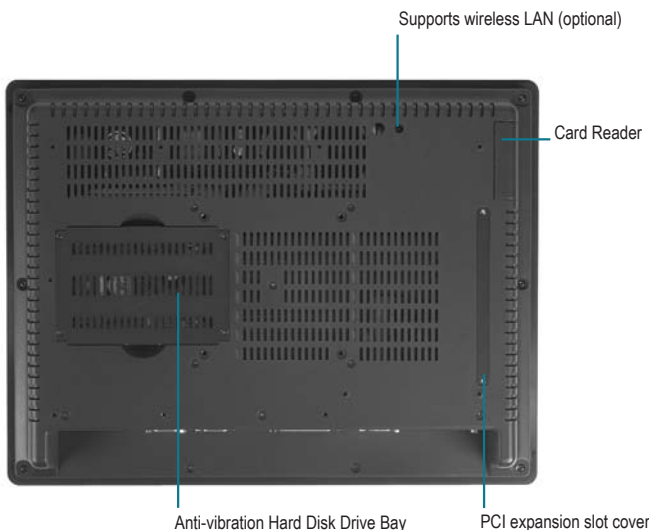 Supports wireless LAN (optional)
Card Reader
Anti-vibration Hard Disk Drive Bay
PCI expansion slot cover